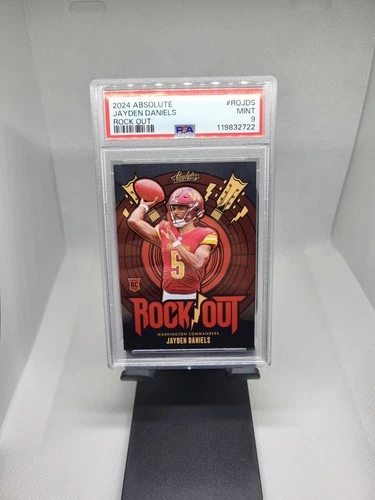 2024 ABSOLUTE #ROJDS
JAYDEN DANIELS MINT
ROCK OUT 9
PSA 119832722
Absolute
5
RC
ROCK OUT
WASHINGTON COMMANDERS
JAYDEN DANIELS